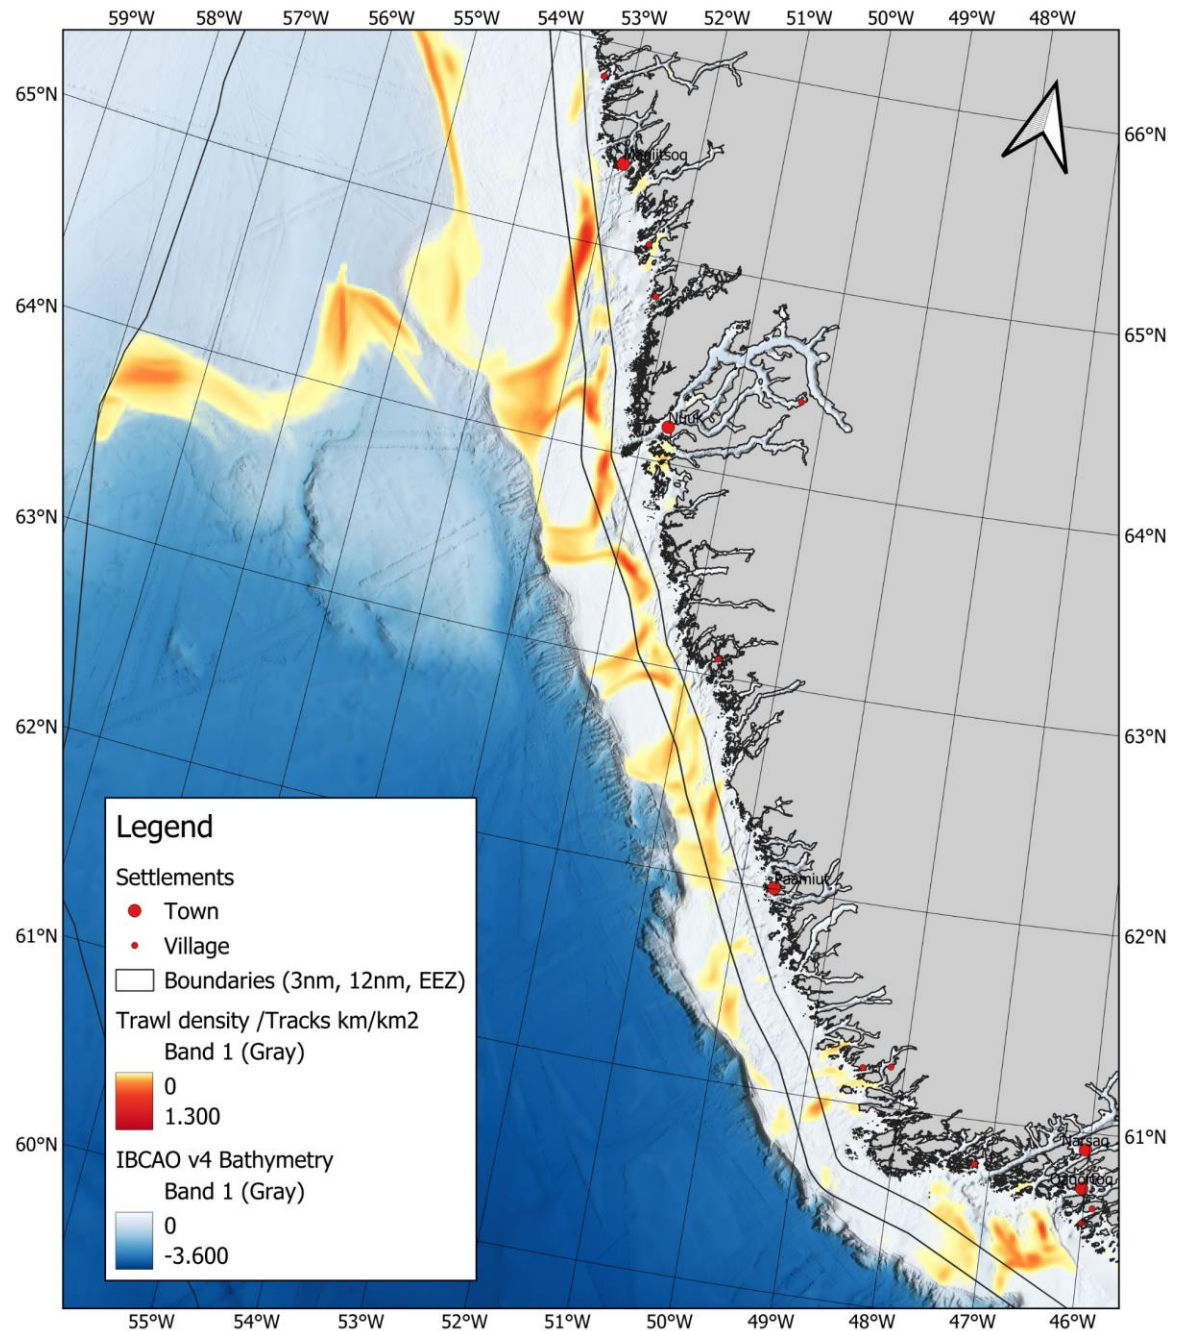 59°W 58°W 57°W 56°W 55°W 54°W 53°W 52°W 51°W 50°W 49°W 48°W
65°N
66°N
Maniitsoq
64°N
65°N
Nuuk
63°N
64°N
62°N
63°N
Legend
Settlements
Town
Village
Boundaries (3nm, 12nm, EEZ)
Trawl density /Tracks km/km2
Band 1 (Gray)
0
1.300
IBCAO v4 Bathymetry
Band 1 (Gray)
0
-3.600
Paamiut
61°N
62°N
60°N
61°N
Narsaq
Qaqortoq
55°W 54°W 53°W 52°W 51°W 50°W 49°W 48°W 47°W 46°W